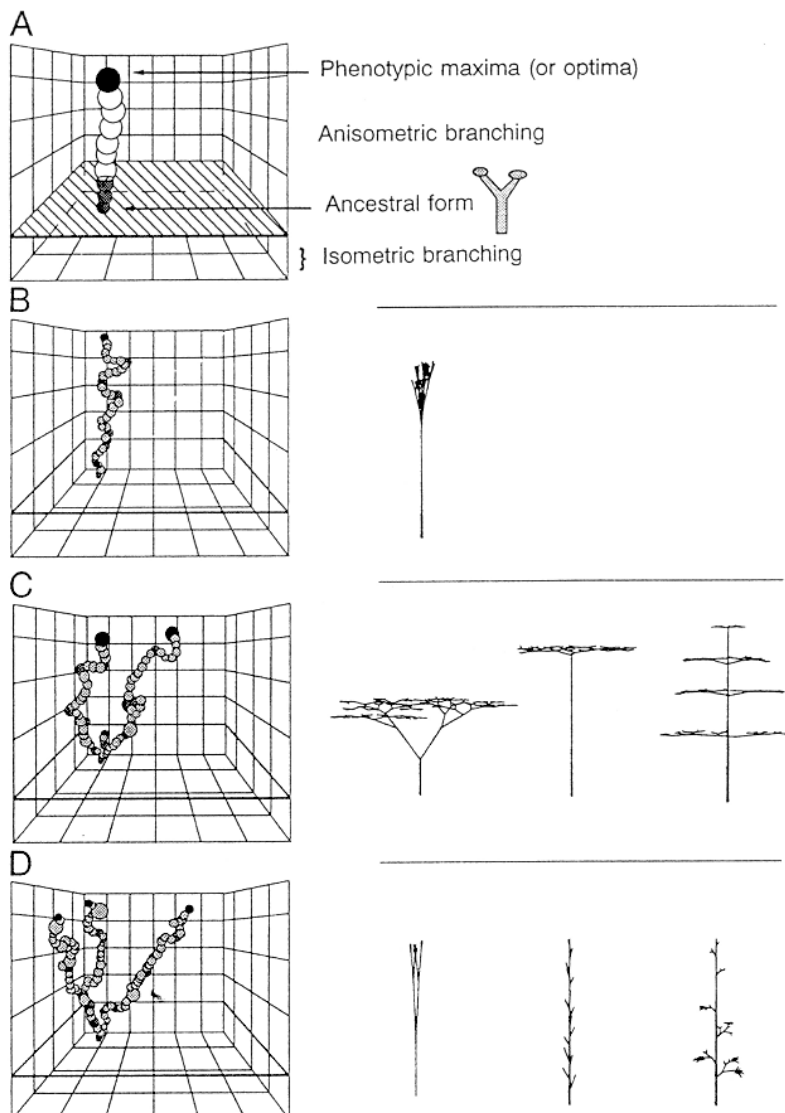 A
Phenotypic maxima (or optima)
Anisometric branching
Ancestral form
} Isometric branching
B
C
D